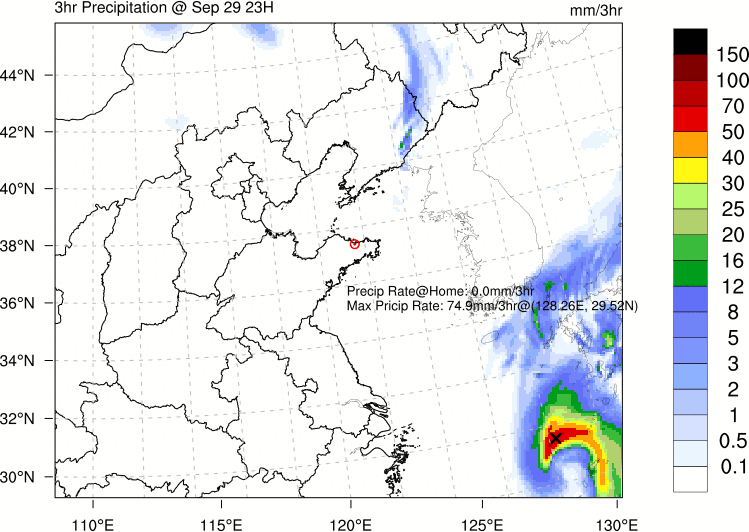 3hr Precipitation @ Sep 29 23H
mm/3hr
44°N
42°N
40°N
38°N
36°N
34°N
32°N
30°N
Precip Rate@Home: 0.0mm/3hr
Max Pricip Rate: 74.9mm/3hr@(128.26E, 29.52N)
110°E
115°E
120°E
125°E
130°E
150
100
70
50
40
30
25
20
16
12
8
5
3
2
1
0.5
0.1